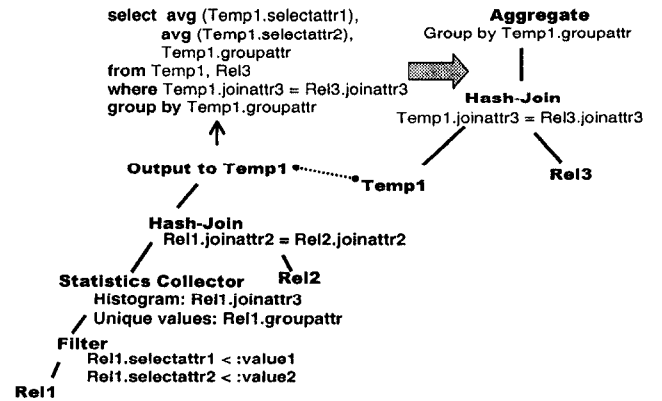 select avg (Temp1.selectattr1),
avg (Temp1.selectattr2),
Temp1.groupattr
from Temp1, Rel3
where Temp1.joinattr3 = Rel3.joinattr3
group by Temp1.groupattr
Aggregate
Group by Temp1.groupattr
Hash-Join
Temp1.joinattr3 = Rel3.joinattr3
Temp1
Rel3
Output to Temp1
Hash-Join
Rel1.joinattr2 = Rel2.joinattr2
Rel2
Statistics Collector
Histogram: Rel1.joinattr3
Unique values: Rel1.groupattr
Filter
Rel1.selectattr1 < :value1
Rel1.selectattr2 < :value2
Rel1